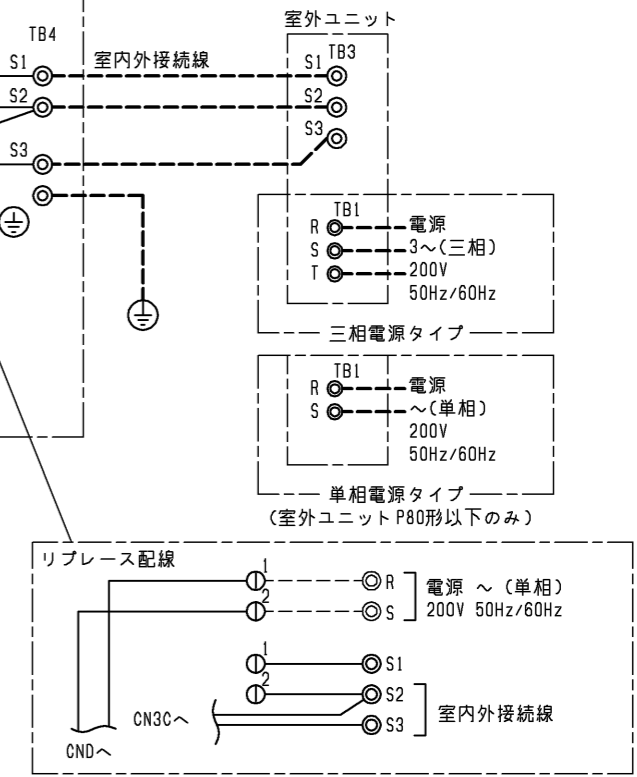 室外ユニット
TB4
TB3
S1
室内外接続線
S1
S2
S2
S3
S3
TB1
R
電源
S
3～(三相)
T
200V
50Hz/60Hz
三相電源タイプ
TB1
R
電源
S
～(単相)
200V
50Hz/60Hz
単相電源タイプ
(室外ユニットP80形以下のみ)
リプレース配線
1
R
電源 ～ (単相)
2
S
200V 50Hz/60Hz
1
S1
2
S2
CN3Cへ
室内外接続線
S3
CNDへ